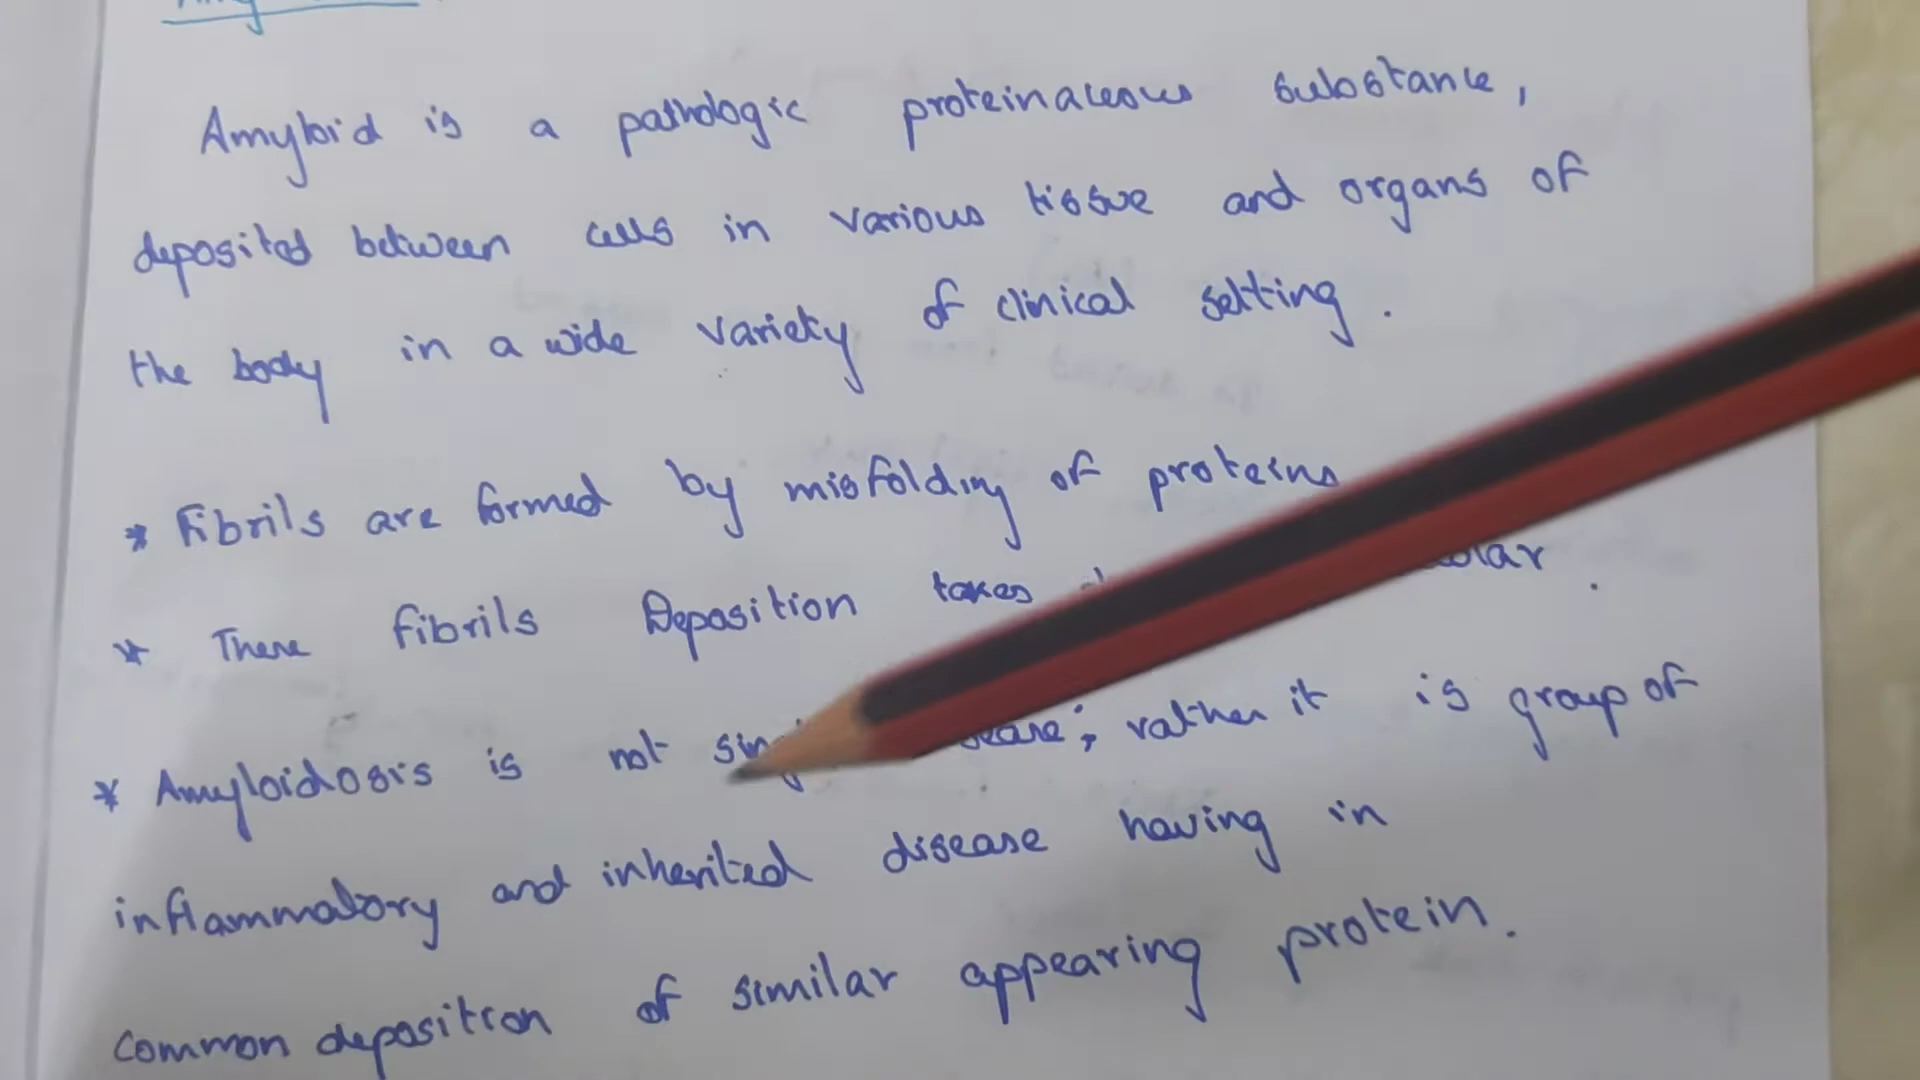 Amyloid is a pathologic proteinaceous substance,
deposited between cells in various tissue and organs of
the body in a wide variety of clinical setting.
* Fibrils are formed by misfolding of proteins
* These fibrils Deposition takes
* Amyloidosis is not rather it is group of
inflammatory and inherited disease having in
common deposition of similar appearing protein.